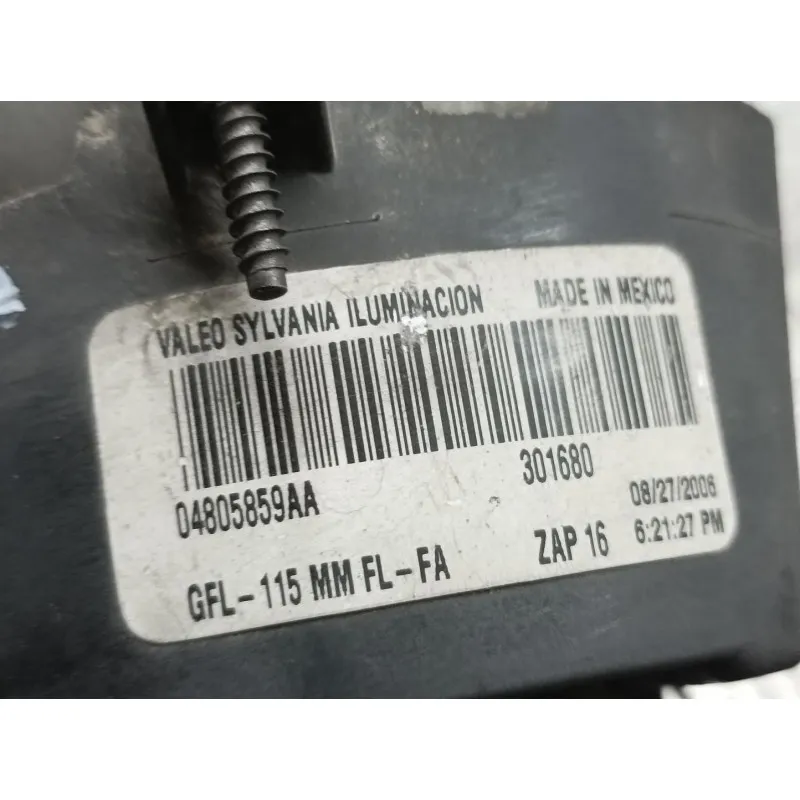 VALEO SYLVANIA ILUMINACION MADE IN MEXICO
04805859AA 301680 08/27/2006
GFL-115 MM FL-FA ZAP 16 6:21:27 PM